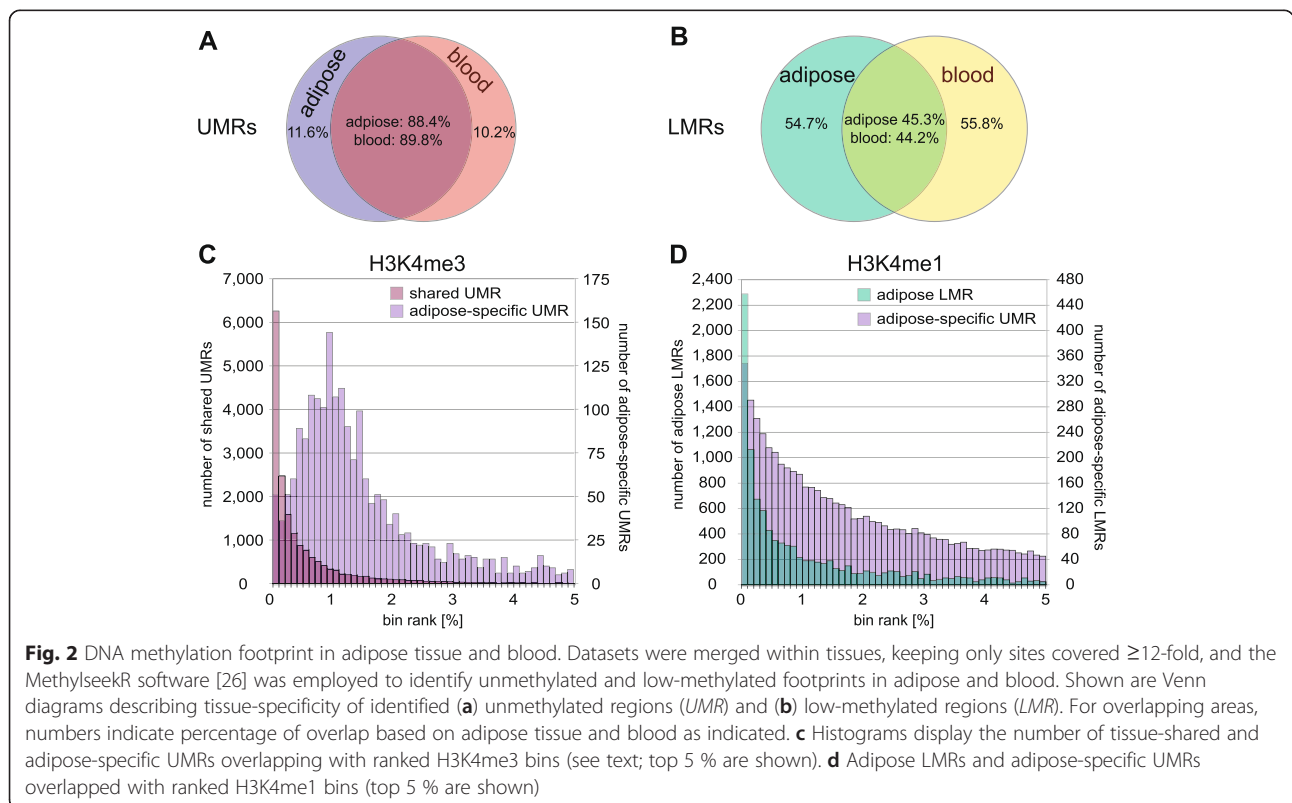 A
adipose
blood
UMRs
11.6%
adpiose: 88.4%
blood: 89.8%
10.2%
B
adipose
blood
LMRs
54.7%
adipose 45.3%
blood: 44.2%
55.8%
C
H3K4me3
shared UMR
adipose-specific UMR
number of shared UMRs
7,000
6,000
5,000
4,000
3,000
2,000
1,000
0
175
150
125
100
75
50
25
0
number of adipose-specific UMRs
0 1 2 3 4 5
bin rank [%]
D
H3K4me1
adipose LMR
adipose-specific UMR
number of adipose LMRs
2,400
2,200
2,000
1,800
1,600
1,400
1,200
1,000
800
600
400
200
0
480
440
400
360
320
280
240
200
160
120
80
40
0
number of adipose-specific LMRs
0 1 2 3 4 5
bin rank [%]
Fig. 2 DNA methylation footprint in adipose tissue and blood. Datasets were merged within tissues, keeping only sites covered ≥12-fold, and the
MethylseekR software [26] was employed to identify unmethylated and low-methylated footprints in adipose and blood. Shown are Venn
diagrams describing tissue-specificity of identified (a) unmethylated regions (UMR) and (b) low-methylated regions (LMR). For overlapping areas,
numbers indicate percentage of overlap based on adipose tissue and blood as indicated. c Histograms display the number of tissue-shared and
adipose-specific UMRs overlapping with ranked H3K4me3 bins (see text; top 5 % are shown). d Adipose LMRs and adipose-specific UMRs
overlapped with ranked H3K4me1 bins (top 5 % are shown)